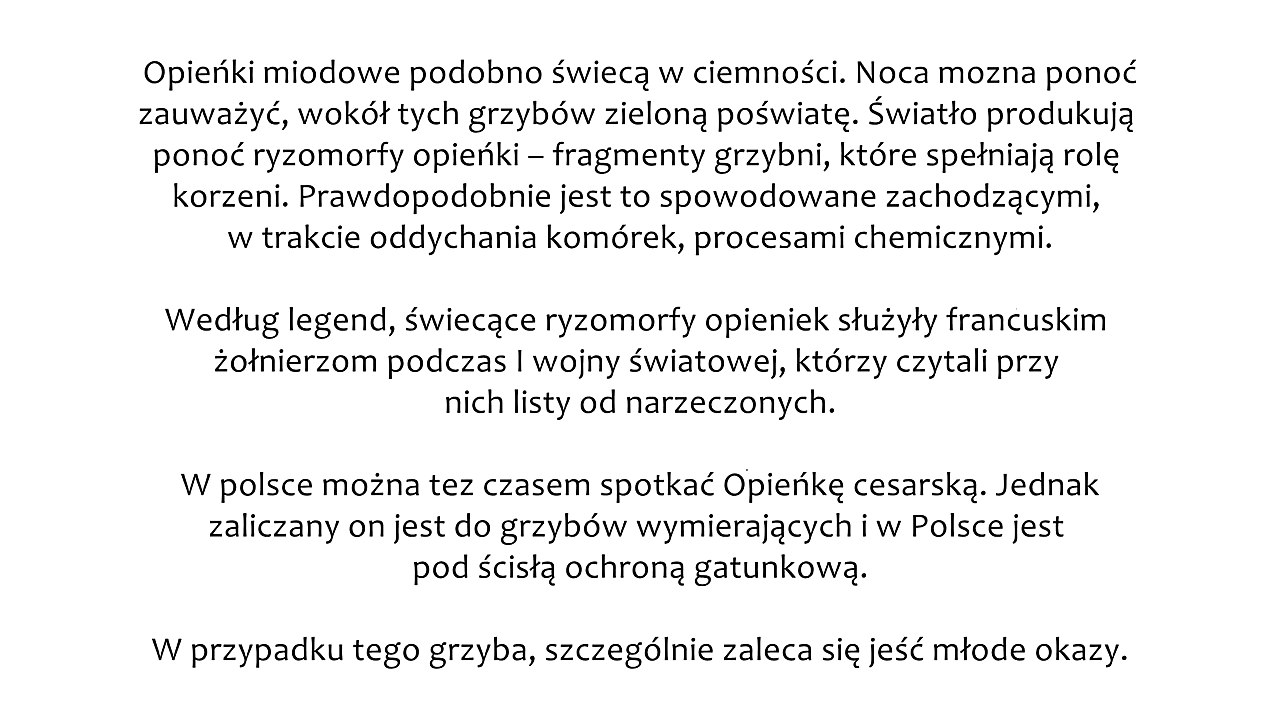 Opieńki miodowe podobno świecą w ciemności. Noca mozna ponoć
zauważyć, wokół tych grzybów zieloną poświatę. Światło produkują
ponoć ryzomorfy opieńki – fragmenty grzybni, które spełniają rolę
korzeni. Prawdopodobnie jest to spowodowane zachodzącymi,
w trakcie oddychania komórek, procesami chemicznymi.
Według legend, świecące ryzomorfy opieniek służyły francuskim
żołnierzom podczas I wojny światowej, którzy czytali przy
nich listy od narzeczonych.
W polsce można tez czasem spotkać Opieńkę cesarską. Jednak
zaliczany on jest do grzybów wymierających i w Polsce jest
pod ścisłą ochroną gatunkową.
W przypadku tego grzyba, szczególnie zaleca się jeść młode okazy.